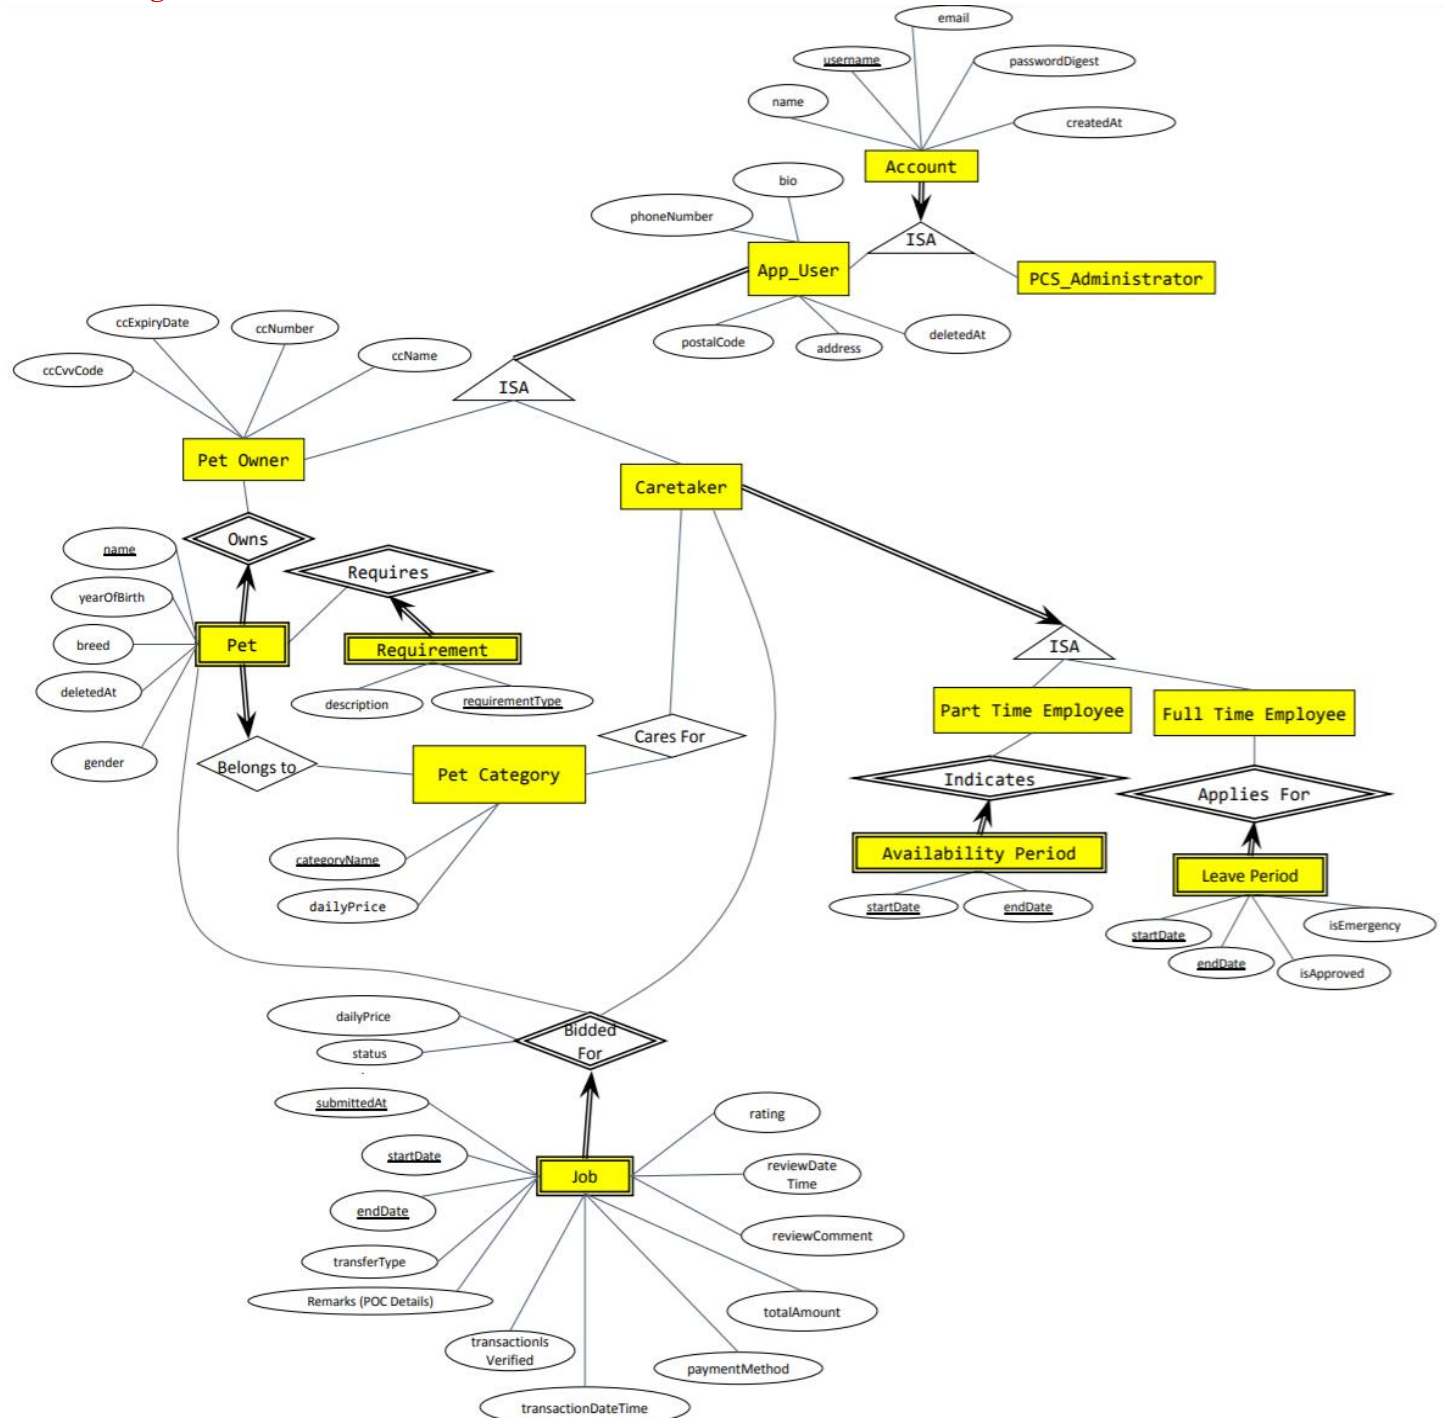 email
username
passwordDigest
name
createdAt
Account
bio
phoneNumber
ISA
App_User
PCS_Administrator
ccExpiryDate
ccNumber
deletedAt
postalCode
address
ccName
ccCvvCode
ISA
Pet Owner
Caretaker
Owns
name
Requires
yearOfBirth
breed
Pet
Requirement
ISA
deletedAt
description
requirementType
Part Time Employee
Full Time Employee
Cares For
gender
Belongs to
Pet Category
Indicates
Applies For
categoryName
Availability Period
Leave Period
dailyPrice
startDate
endDate
isEmergency
startDate
endDate
isApproved
dailyPrice
Bidded
For
status
submittedAt
rating
startDate
Job
reviewDate
Time
endDate
reviewComment
transferType
Remarks (POC Details)
totalAmount
transactionIs
Verified
paymentMethod
transactionDateTime